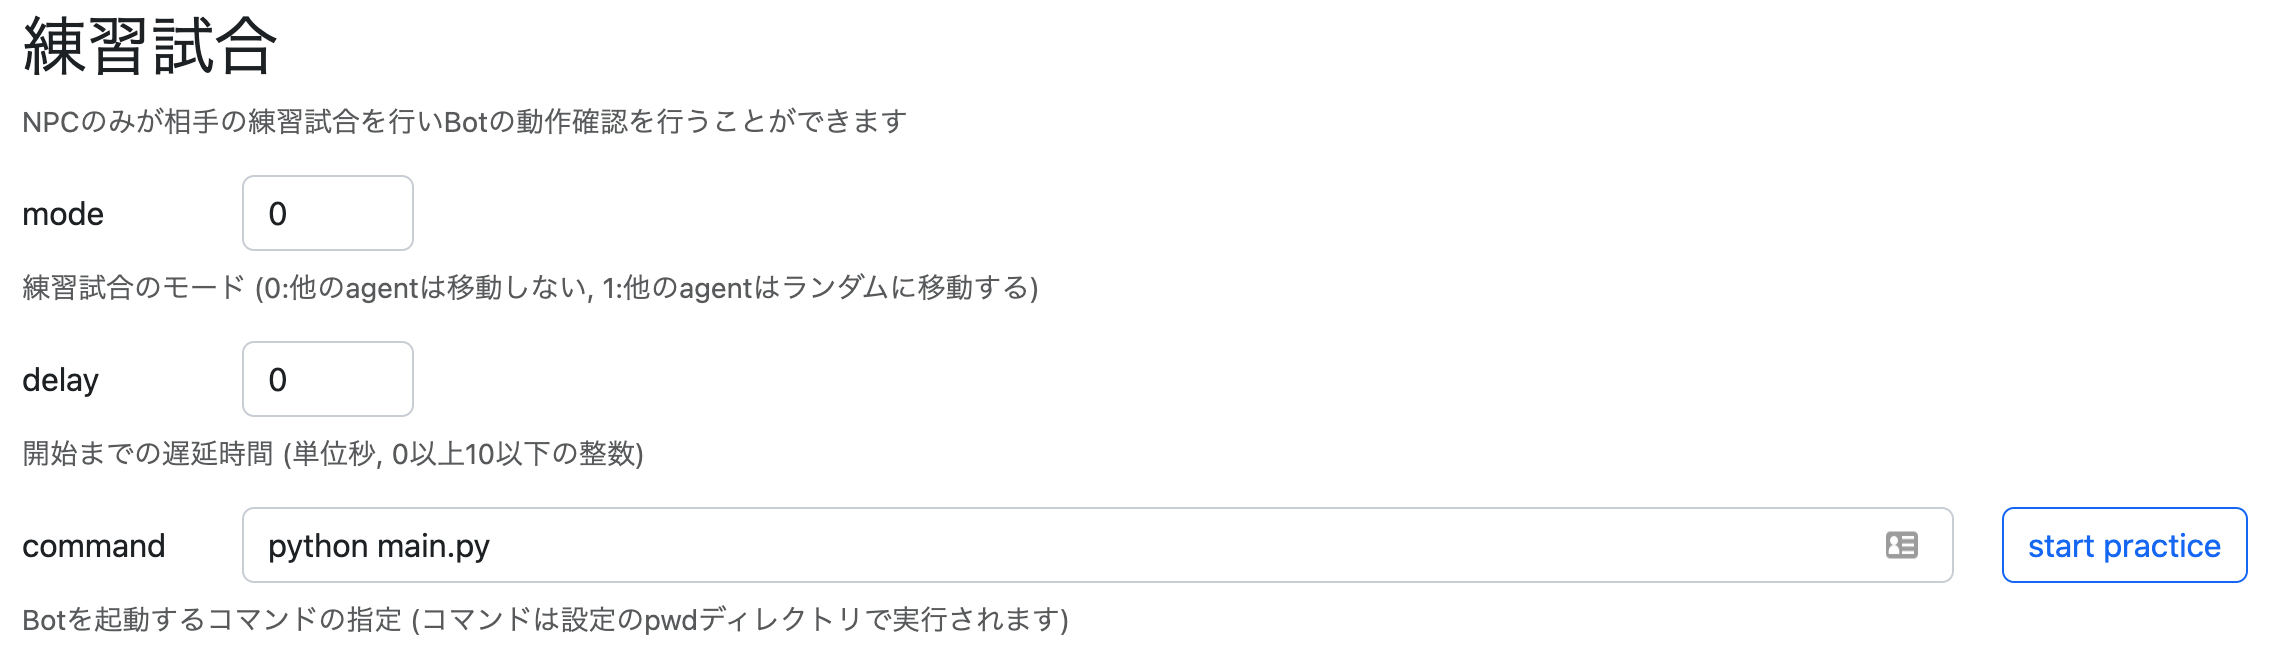 練習試合
NPCのみが相手の練習試合を行いBotの動作確認を行うことができます
mode 0
練習試合のモード (0:他のagentは移動しない, 1:他のagentはランダムに移動する)
delay 0
開始までの遅延時間 (単位秒, 0以上10以下の整数)
command python main.py start practice
Botを起動するコマンドの指定 (コマンドは設定のpwdディレクトリで実行されます)